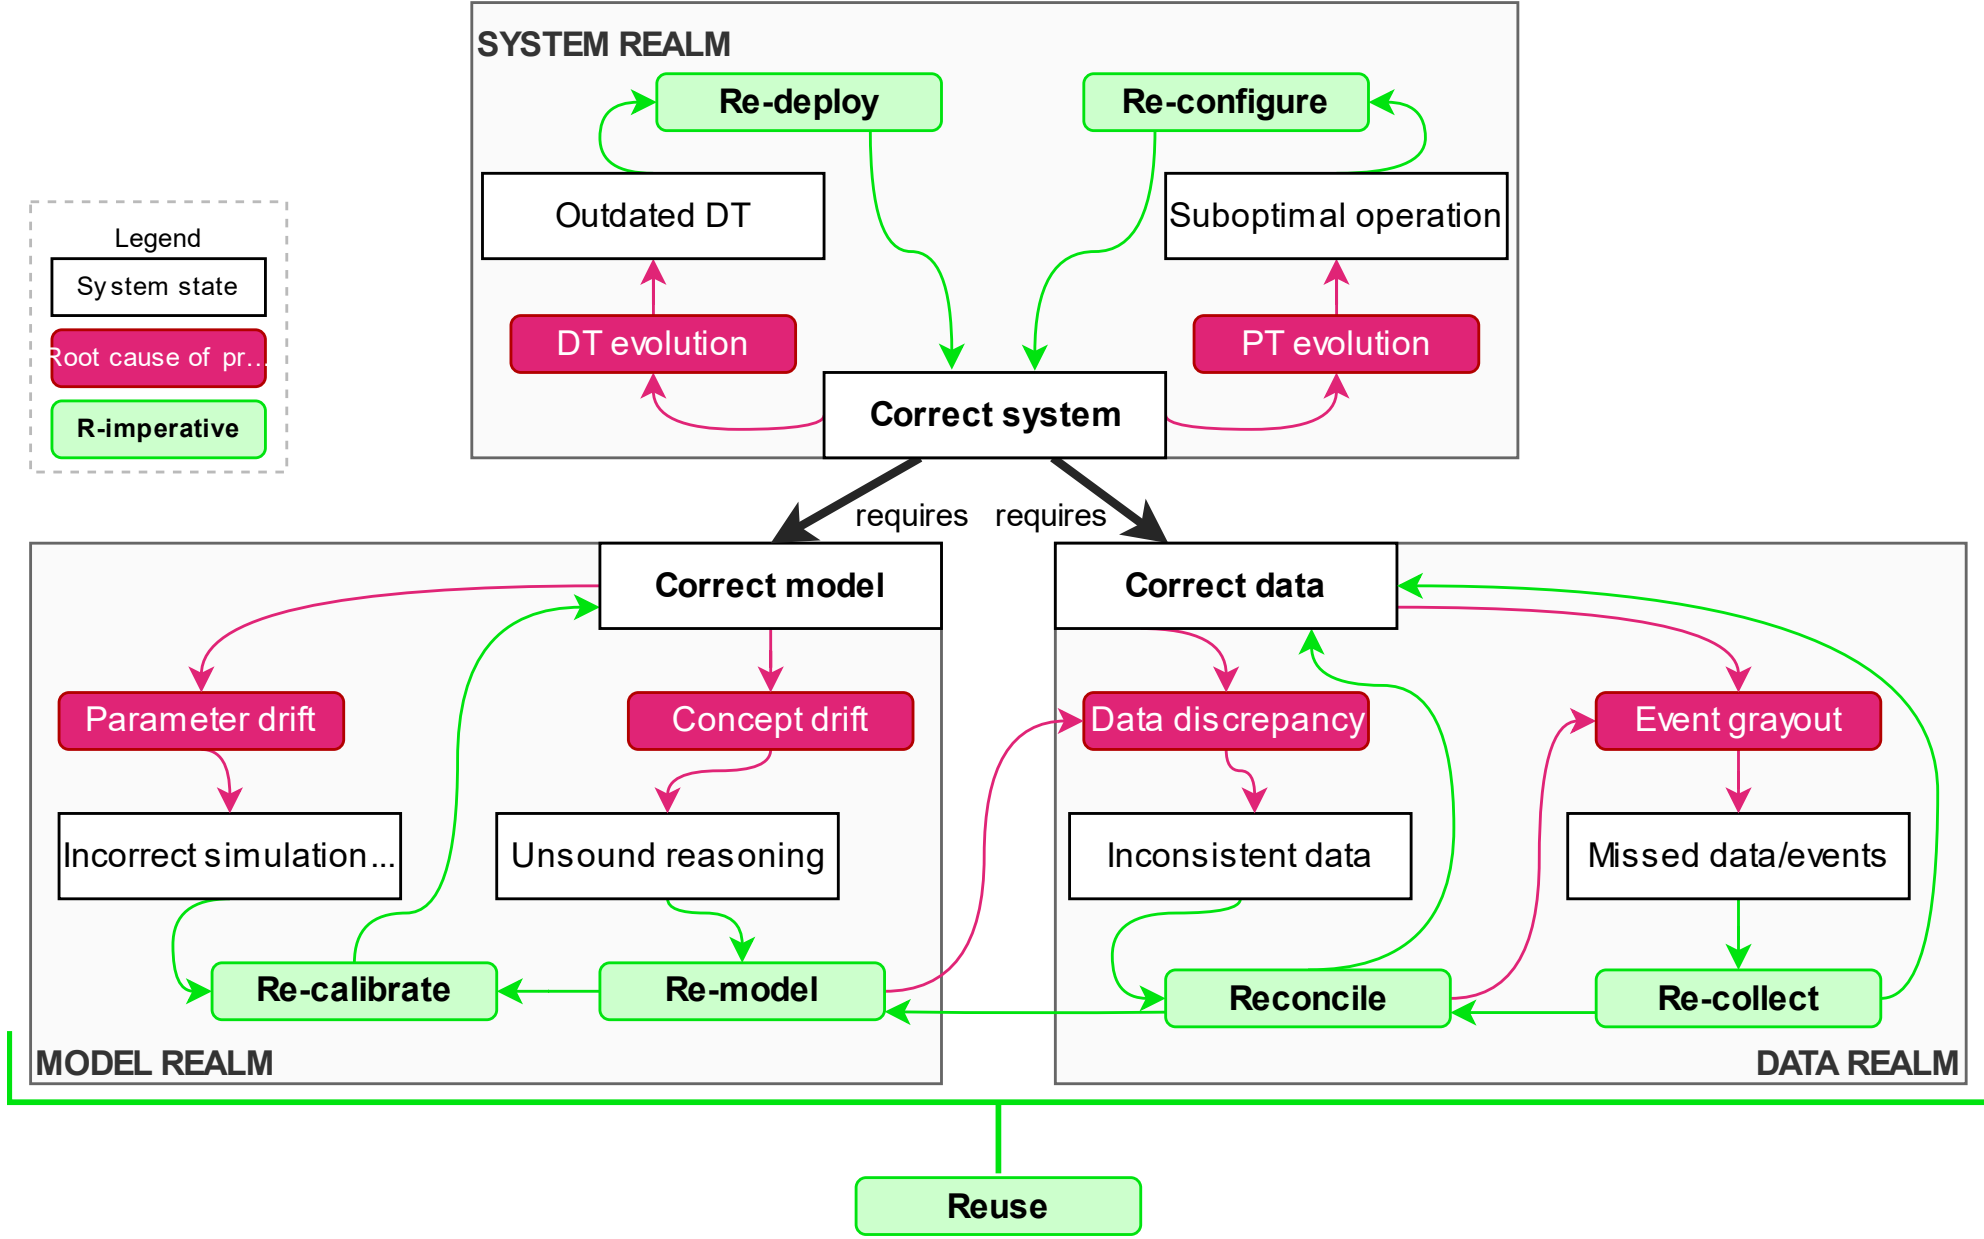 SYSTEM REALM
Re-deploy
Re-configure
Outdated DT
Suboptimal operation
Legend
System state
Root cause of pr...
R-imperative
DT evolution
PT evolution
Correct system
requires
requires
Correct model
Correct data
Parameter drift
Concept drift
Data discrepancy
Event grayout
Incorrect simulation...
Unsound reasoning
Inconsistent data
Missed data/events
Re-calibrate
Re-model
Reconcile
Re-collect
MODEL REALM
DATA REALM
Reuse